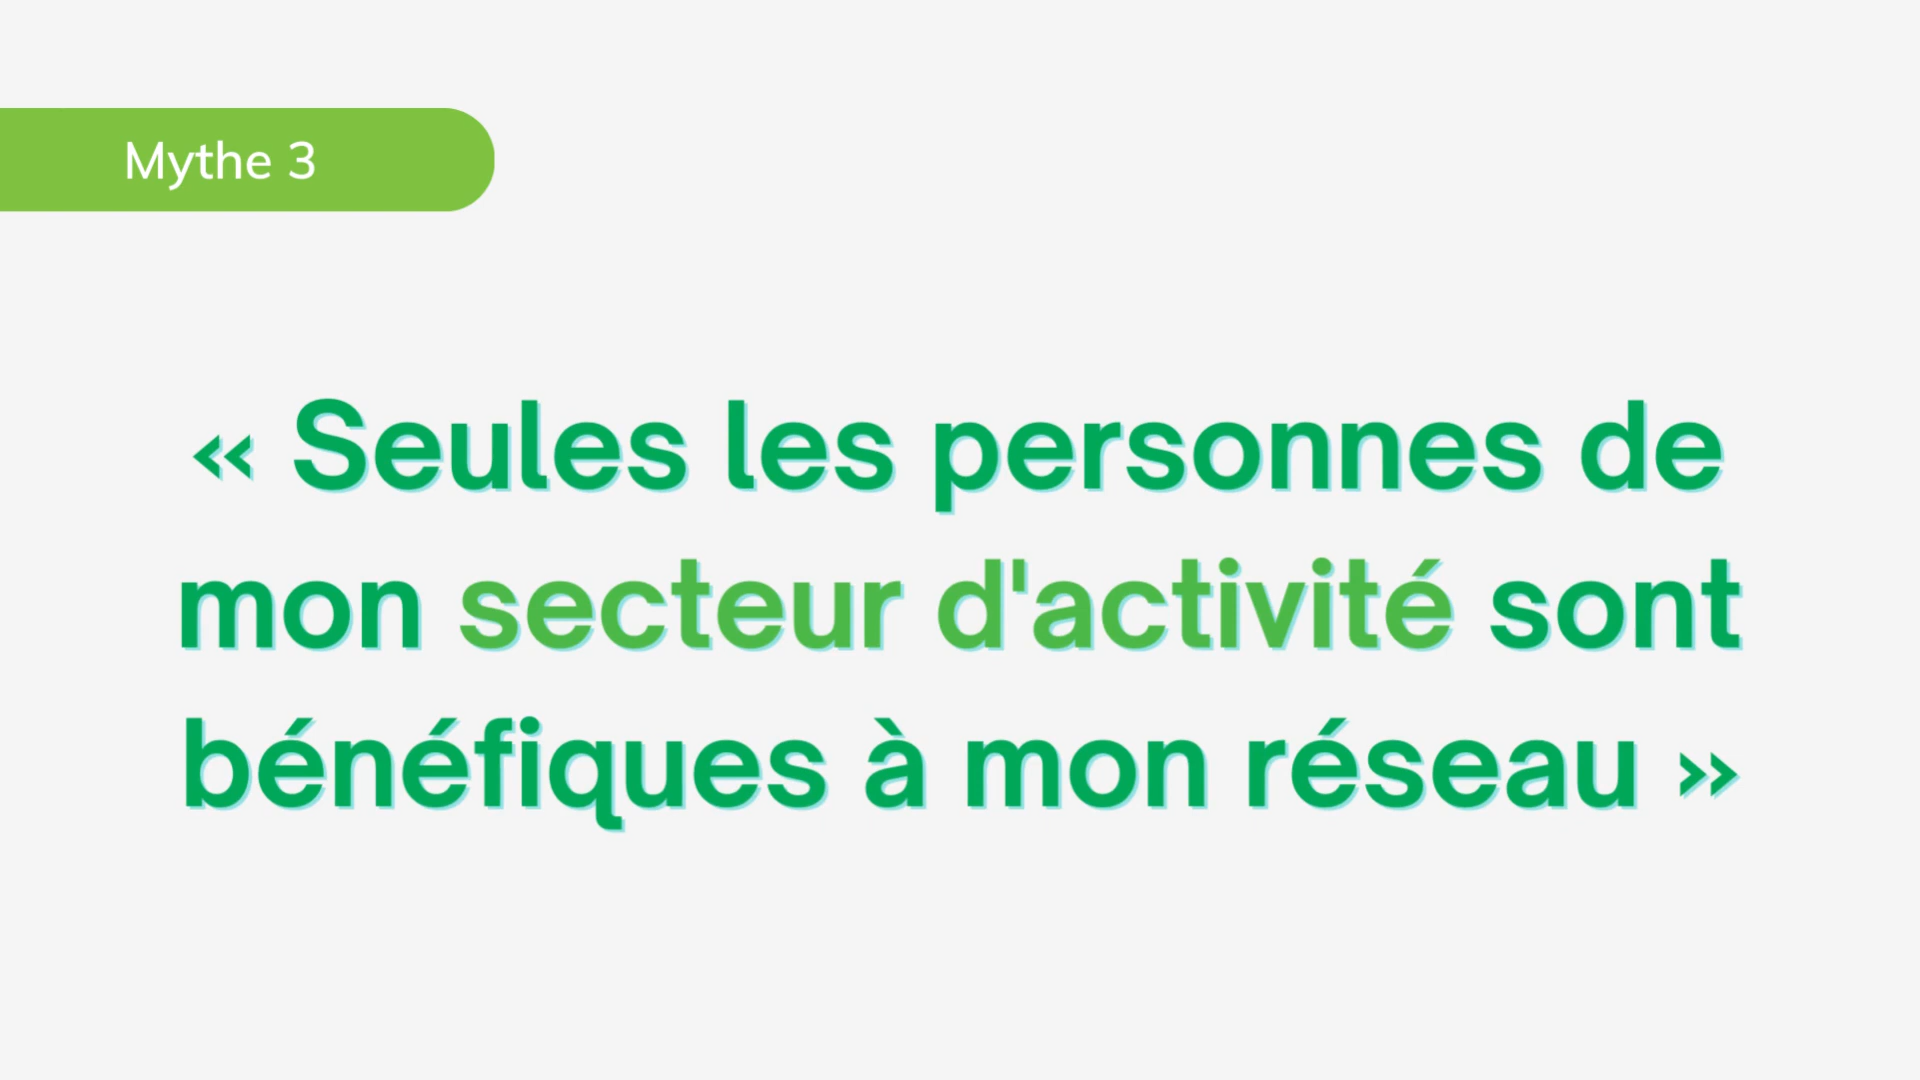 Mythe 3
« Seules les personnes de
mon secteur d'activité sont
bénéfiques à mon réseau »